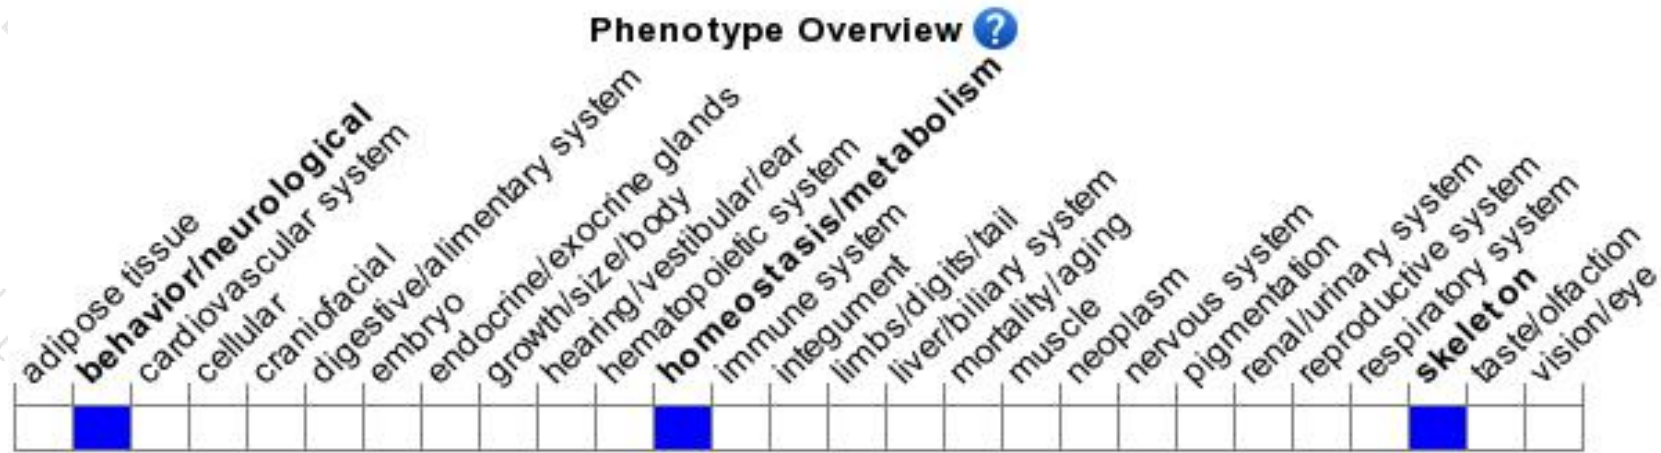 Phenotype Overview ?
adipose tissue
behavior/neurological
cardiovascular system
cellular
craniofacial
digestive/alimentary system
embryo
endocrine/exocrine glands
growth/size/body
hearing/vestibular/ear
hematopoietic system
homeostasis/metabolism
immune system
integument
limbs/digits/tail
liver/biliary system
mortality/aging
muscle
neoplasm
nervous system
pigmentation
renal/urinary system
reproductive system
respiratory system
skeleton
taste/olfaction
vision/eye